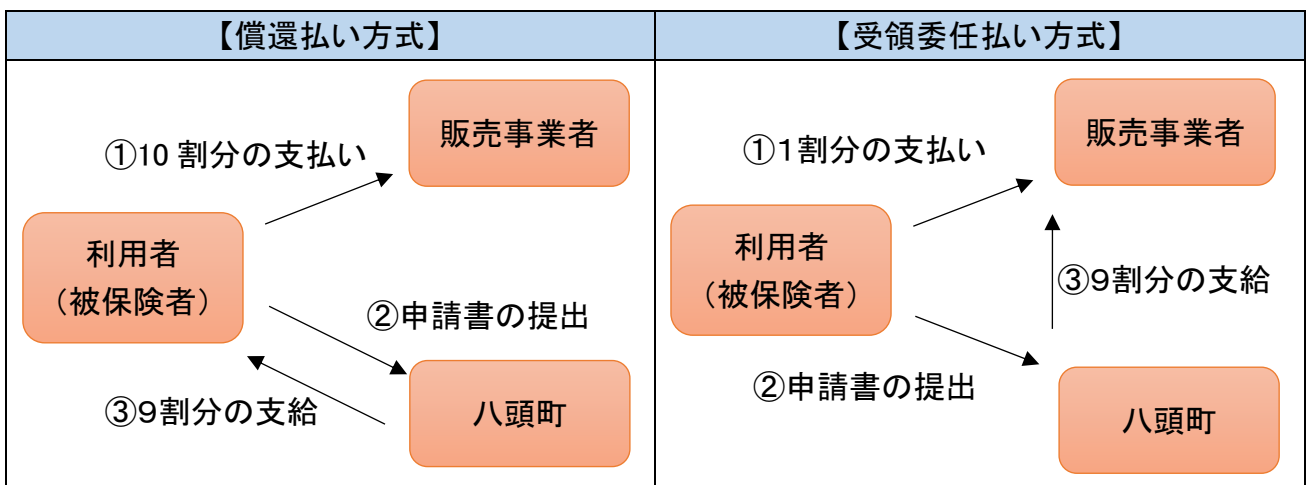 【償還払い方式】
販売事業者
①10 割分の支払い
利用者
（被保険者）
②申請書の提出
③９割分の支給
八頭町
【受領委任払い方式】
販売事業者
①１割分の支払い
利用者
（被保険者）
③９割分の支給
②申請書の提出
八頭町